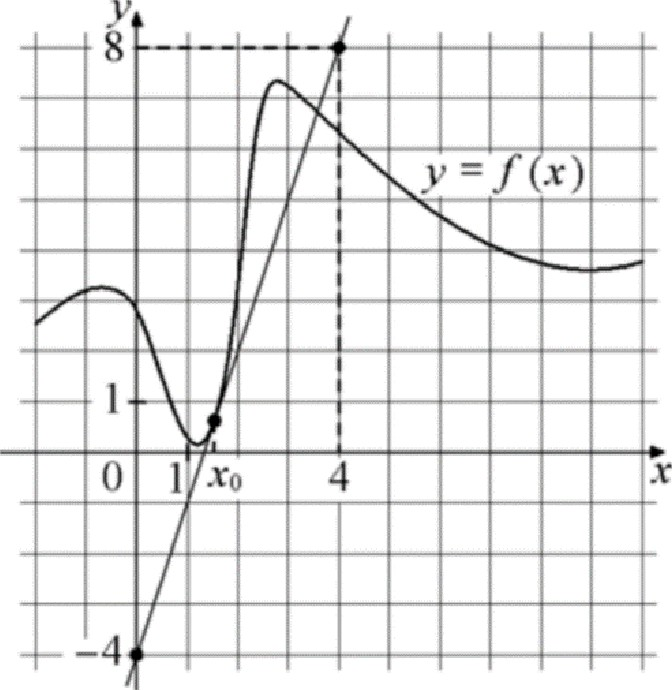 y
8
y = f (x)
1
0 1 x₀ 4 x
−4